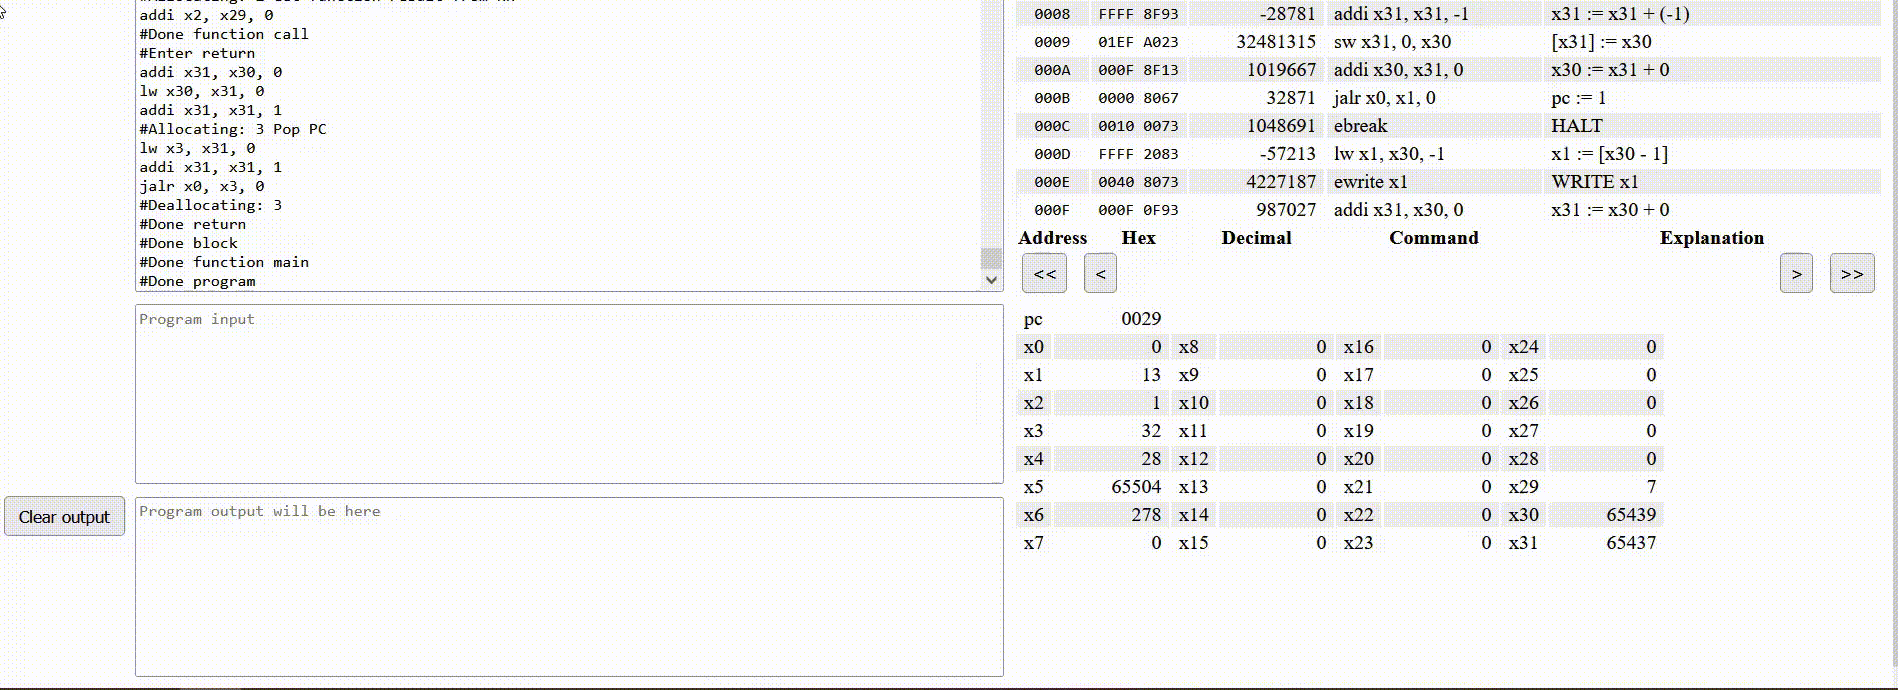 addi x2, x29, 0
#Done function call
#Enter return
addi x31, x30, 0
lw x30, x31, 0
addi x31, x31, 1
#Allocating: 3 Pop PC
lw x3, x31, 0
addi x31, x31, 1
jalr x0, x3, 0
#Deallocating: 3
#Done return
#Done block
#Done function main
#Done program
Program input
Clear output
Program output will be here
0008 FFFF 8F93 -28781 addi x31, x31, -1 x31 := x31 + (-1)
0009 01EF A023 32481315 sw x31, 0, x30 [x31] := x30
000A 000F 8F13 1019667 addi x30, x31, 0 x30 := x31 + 0
000B 0000 8067 32871 jalr x0, x1, 0 pc := 1
000C 0010 0073 1048691 ebreak HALT
000D FFFF 2083 -57213 lw x1, x30, -1 x1 := [x30 - 1]
000E 0040 8073 4227187 ewrite x1 WRITE x1
000F 000F 0F93 987027 addi x31, x30, 0 x31 := x30 + 0
Address Hex Decimal Command Explanation
<< < > >>
pc 0029
x0 0 x8 0 x16 0 x24 0
x1 13 x9 0 x17 0 x25 0
x2 1 x10 0 x18 0 x26 0
x3 32 x11 0 x19 0 x27 0
x4 28 x12 0 x20 0 x28 0
x5 65504 x13 0 x21 0 x29 7
x6 278 x14 0 x22 0 x30 65439
x7 0 x15 0 x23 0 x31 65437